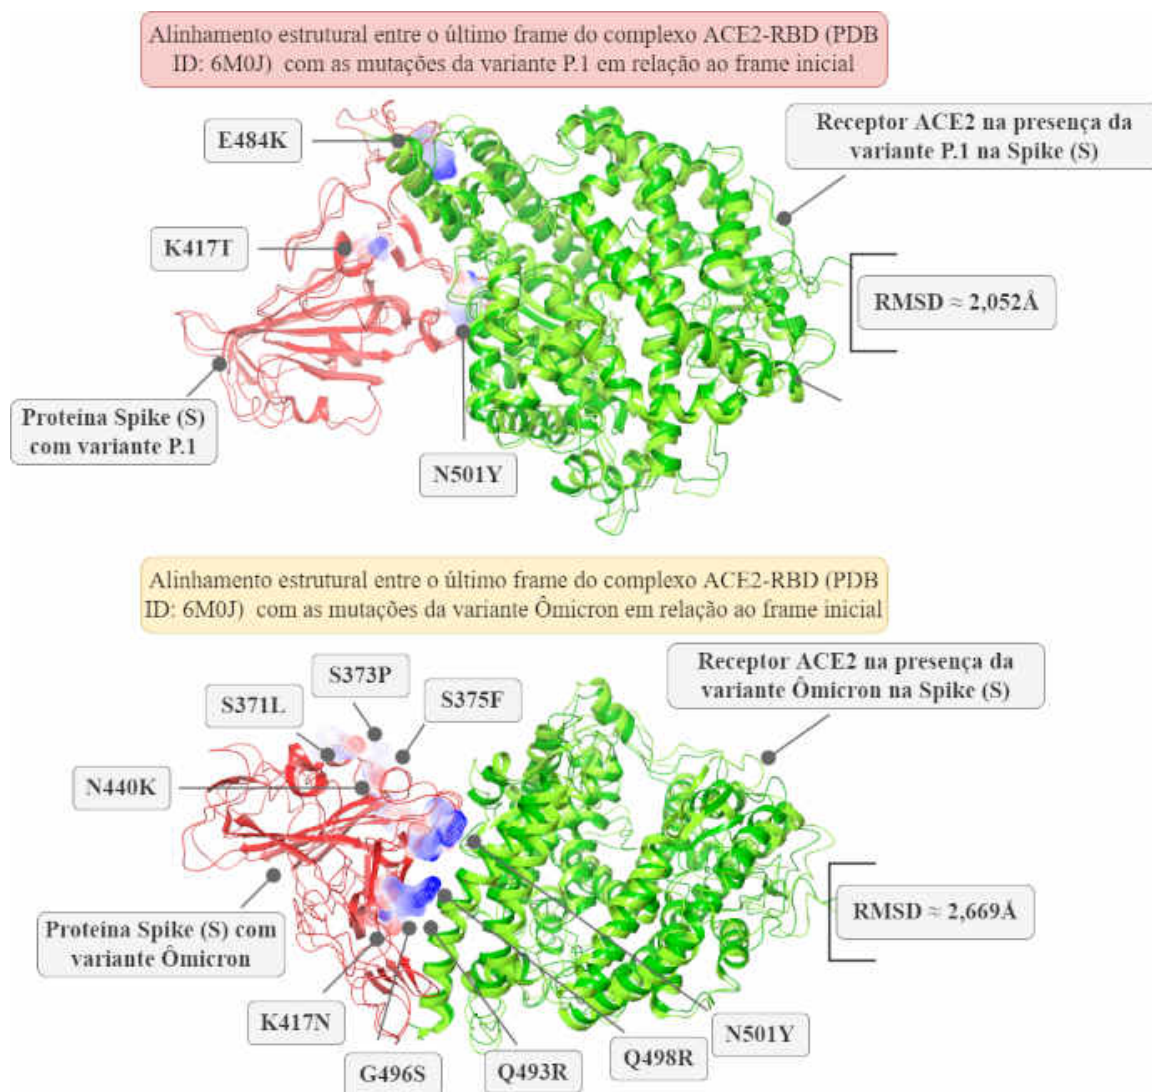 Alinhamento estrutural entre o último frame do complexo ACE2-RBD (PDB
ID: 6M0J) com as mutações da variante P.1 em relação ao frame inicial
E484K
Receptor ACE2 na presença da
variante P.1 na Spike (S)
K417T
RMSD ≈ 2,052Å
Proteína Spike (S)
com variante P.1
N501Y
Alinhamento estrutural entre o último frame do complexo ACE2-RBD (PDB
ID: 6M0J) com as mutações da variante Ômicron em relação ao frame inicial
Receptor ACE2 na presença da
variante Ômicron na Spike (S)
S373P
S371L
S375F
N440K
RMSD ≈ 2,669Å
Proteína Spike (S) com
variante Ômicron
K417N
N501Y
Q498R
G496S
Q493R